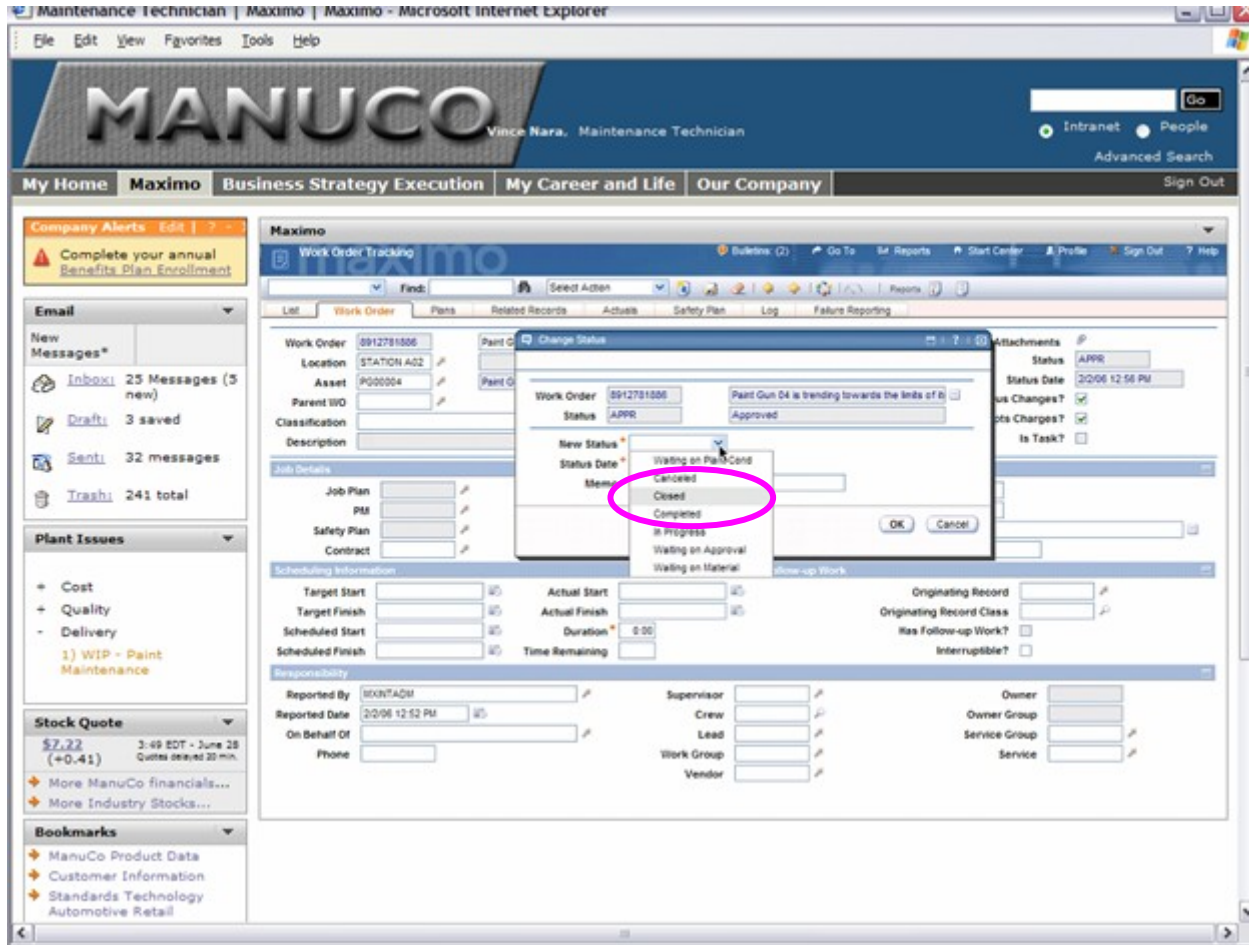 Maintenance Technician | Maximo | Maximo - Microsoft Internet Explorer
File Edit View Favorites Tools Help
MANUCO
Vince Nara, Maintenance Technician
Go
Intranet People
Advanced Search
My Home Maximo Business Strategy Execution My Career and Life Our Company Sign Out
Company Alerts Edit | ? -
Complete your annual
Benefits Plan Enrollment
Email
New
Messages*
Inbox: 25 Messages (5
new)
Draft: 3 saved
Sent: 32 messages
Trash: 241 total
Plant Issues
+ Cost
+ Quality
- Delivery
1) WIP - Paint
Maintenance
Stock Quote
$7.22 3:49 EDT - June 28
(+0.41) Quotes delayed 20 min.
More ManuCo financials...
More Industry Stocks...
Bookmarks
ManuCo Product Data
Customer Information
Standards Technology
Automotive Retail
Maximo
maximo
Work Order Tracking Bulletins: (2) Go To Reports Start Center Profile Sign Out ? Help
Find: Select Action Reports
List Work Order Plans Related Records Actuals Safety Plan Log Failure Reporting
Work Order 8912781886 Paint G
Location STATION A02
Asset PG00004 Paint G
Parent WO
Classification
Description
Attachments
Status APPR
Status Date 2/2/06 12:56 PM
us Changes?
pts Charges?
Is Task?
Change Status ?
Work Order 8912781886 Paint Gun 04 is trending towards the limits of it
Status APPR Approved
New Status *
Status Date *
Memo
Waiting on Plant Cond
Canceled
Closed
Completed
In Progress
Waiting on Approval
Waiting on Material
OK Cancel
Job Details
Job Plan
PM
Safety Plan
Contract
Scheduling Information
ollow-up Work
Target Start Actual Start Originating Record
Target Finish Actual Finish Originating Record Class
Scheduled Start Duration * 0:00 Has Follow-up Work?
Scheduled Finish Time Remaining Interruptible?
Responsibility
Reported By MXINTADM Supervisor Owner
Reported Date 2/2/06 12:52 PM Crew Owner Group
On Behalf Of Lead Service Group
Phone Work Group Service
Vendor